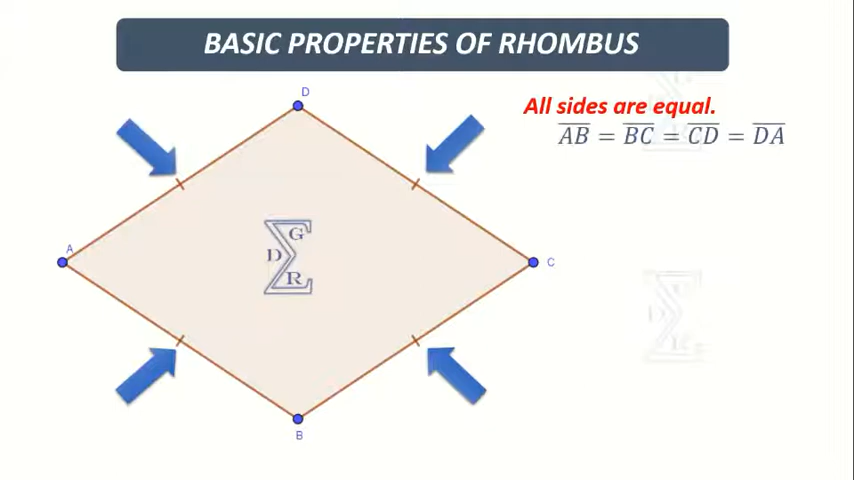 BASIC PROPERTIES OF RHOMBUS
D
All sides are equal.
$\overline{AB} = \overline{BC} = \overline{CD} = \overline{DA}$
A
G
D
R
C
B